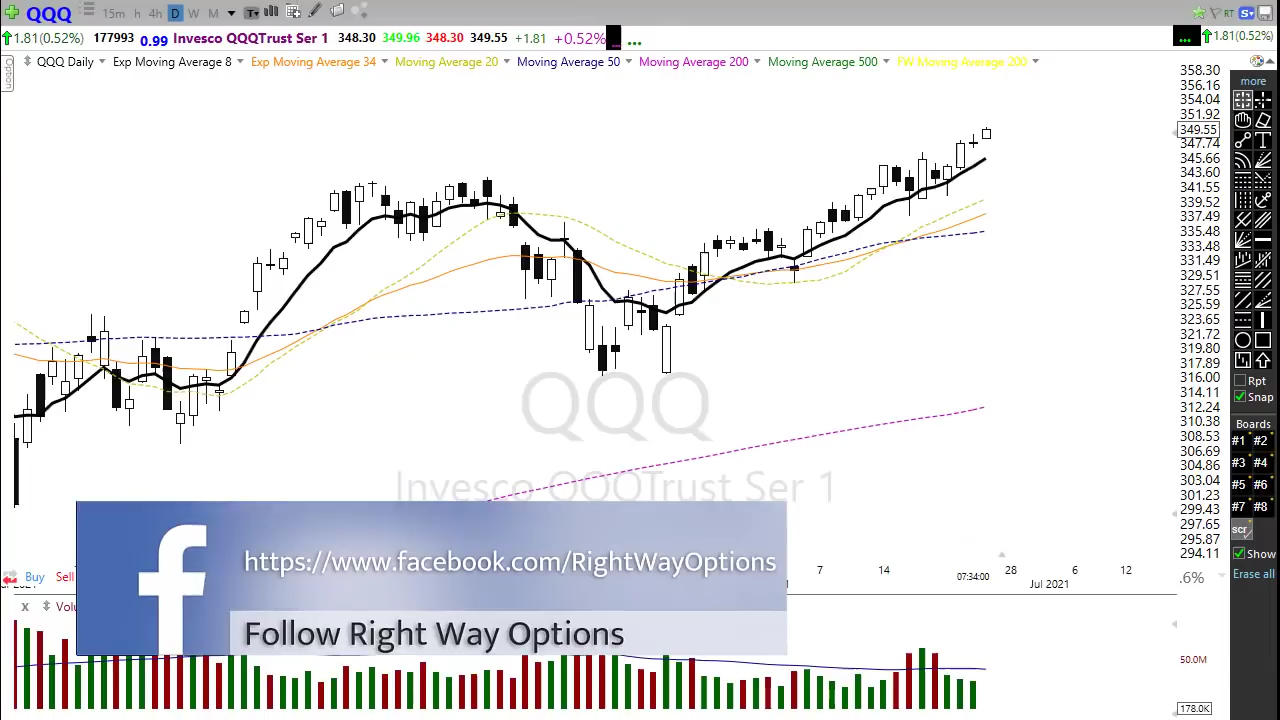 QQQ 15m h 4h D W M T RT S
1.81(0.52%) 177993 0.99 Invesco QQQTrust Ser 1 348.30 349.96 348.30 349.55 +1.81 +0.52% ... ... 1.81(0.52%)
Option
QQQ Daily Exp Moving Average 8 Exp Moving Average 34 Moving Average 20 Moving Average 50 Moving Average 200 Moving Average 500 FW Moving Average 200
358.30
356.16
354.04
351.92
349.55
347.74
345.66
343.60
341.55
339.52
337.49
335.48
333.48
331.49
329.51
327.55
325.59
323.65
321.72
319.80
317.89
316.00
314.11
312.24
310.38
308.53
306.69
304.86
303.04
301.23
299.43
297.65
295.87
294.11
more
Rpt
Snap
Boards
#1 #2
#3 #4
#5 #6
#7 #8
scr
Show
Erase all
QQQ
Invesco QQQTrust Ser 1
https://www.facebook.com/RightWayOptions
Follow Right Way Options
Buy Sell
7 14 07:34:00 28 6 12
Jul 2021
.6%
x Volu
50.0M
178.0K